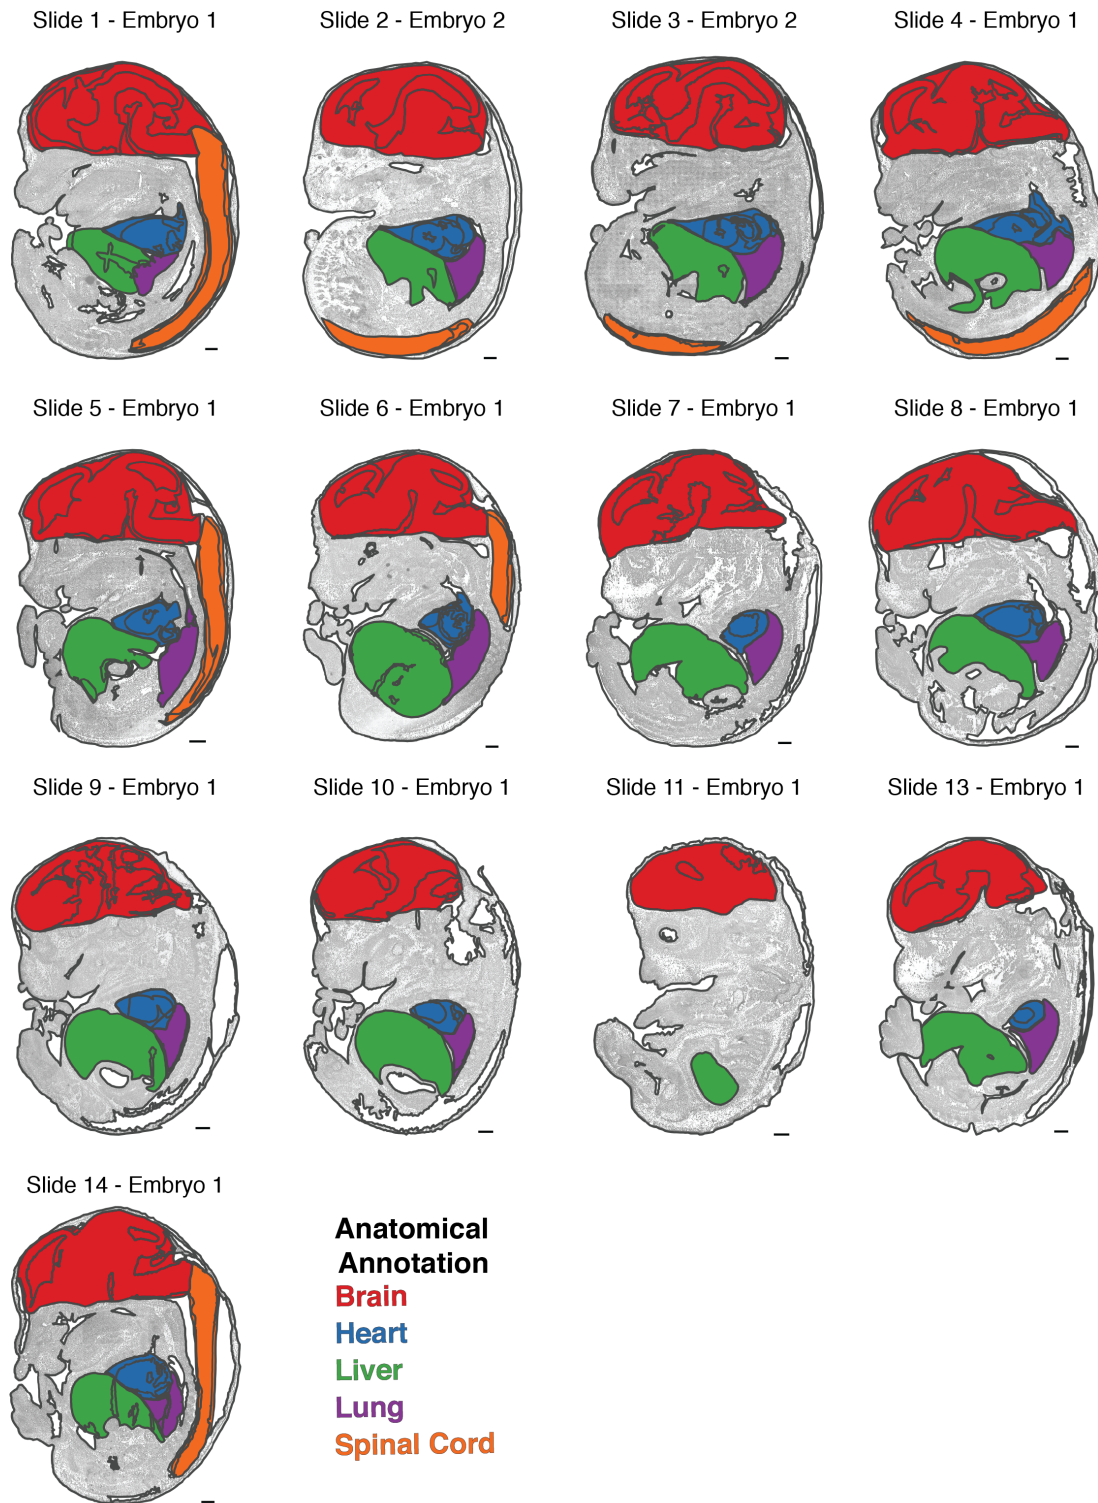 Slide 1 - Embryo 1
Slide 2 - Embryo 2
Slide 3 - Embryo 2
Slide 4 - Embryo 1
Slide 5 - Embryo 1
Slide 6 - Embryo 1
Slide 7 - Embryo 1
Slide 8 - Embryo 1
Slide 9 - Embryo 1
Slide 10 - Embryo 1
Slide 11 - Embryo 1
Slide 13 - Embryo 1
Slide 14 - Embryo 1
Anatomical
Annotation
Brain
Heart
Liver
Lung
Spinal Cord